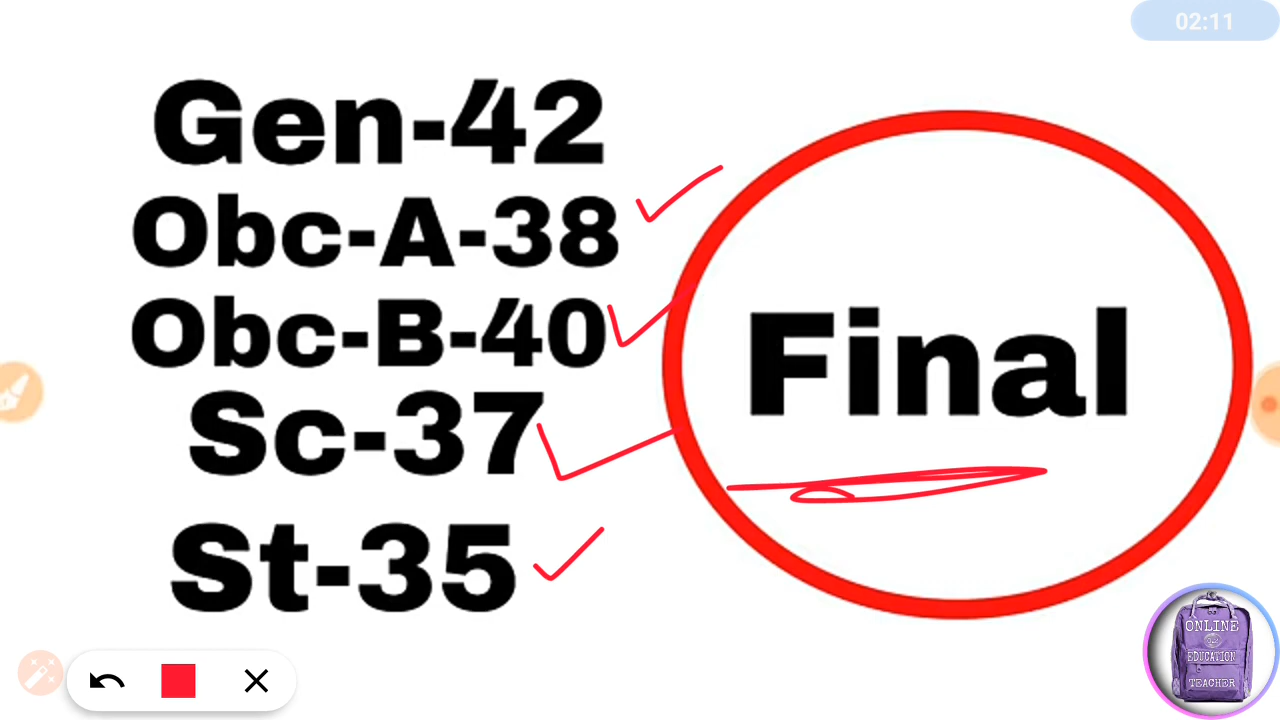 02:11
Gen-42
Obc-A-38
Obc-B-40
Sc-37
St-35
Final
ONLINE
EDUCATION
TEACHER